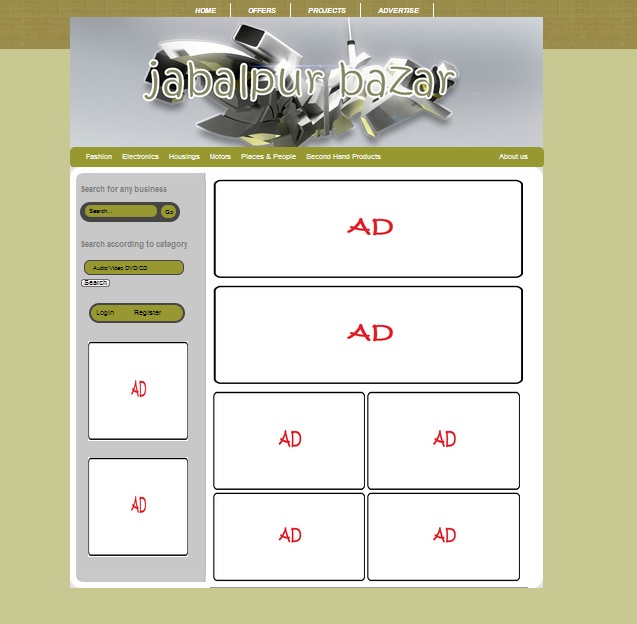 HOME OFFERS PROJECTS ADVERTISE
jabalpur bazar
Fashion Electronics Housings Motors Places & People Second Hand Products About us
Search for any business
Search... Go
Search according to category
Audio/Video DVD/CD
Search
Login Register
AD
AD
AD
AD
AD AD
AD AD